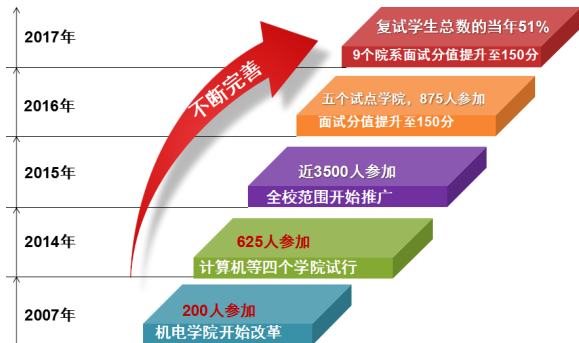 2017年
复试学生总数的当年51%
9个院系面试分值提升至150分
不断完善
2016年
五个试点学院，875人参加
面试分值提升至150分
2015年
近3500人参加
全校范围开始推广
2014年
625人参加
计算机等四个学院试行
2007年
200人参加
机电学院开始改革